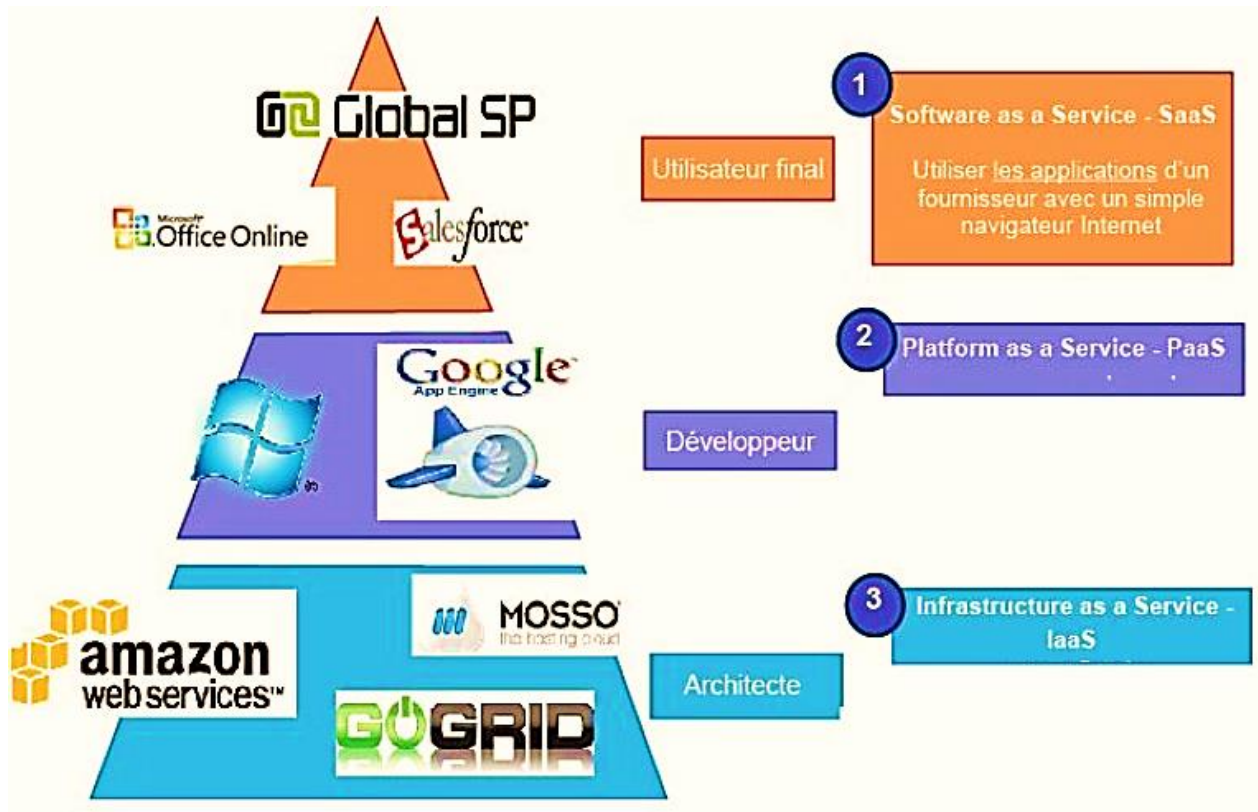 Global SP
Microsoft
Office Online
salesforce
Utilisateur final
1
Software as a Service - SaaS
Utiliser les applications d'un
fournisseur avec un simple
navigateur Internet
Google
App Engine
Développeur
2
Platform as a Service - PaaS
amazon
web services™
MOSSO
the hosting cloud
GOGRID
Architecte
3
Infrastructure as a Service -
IaaS